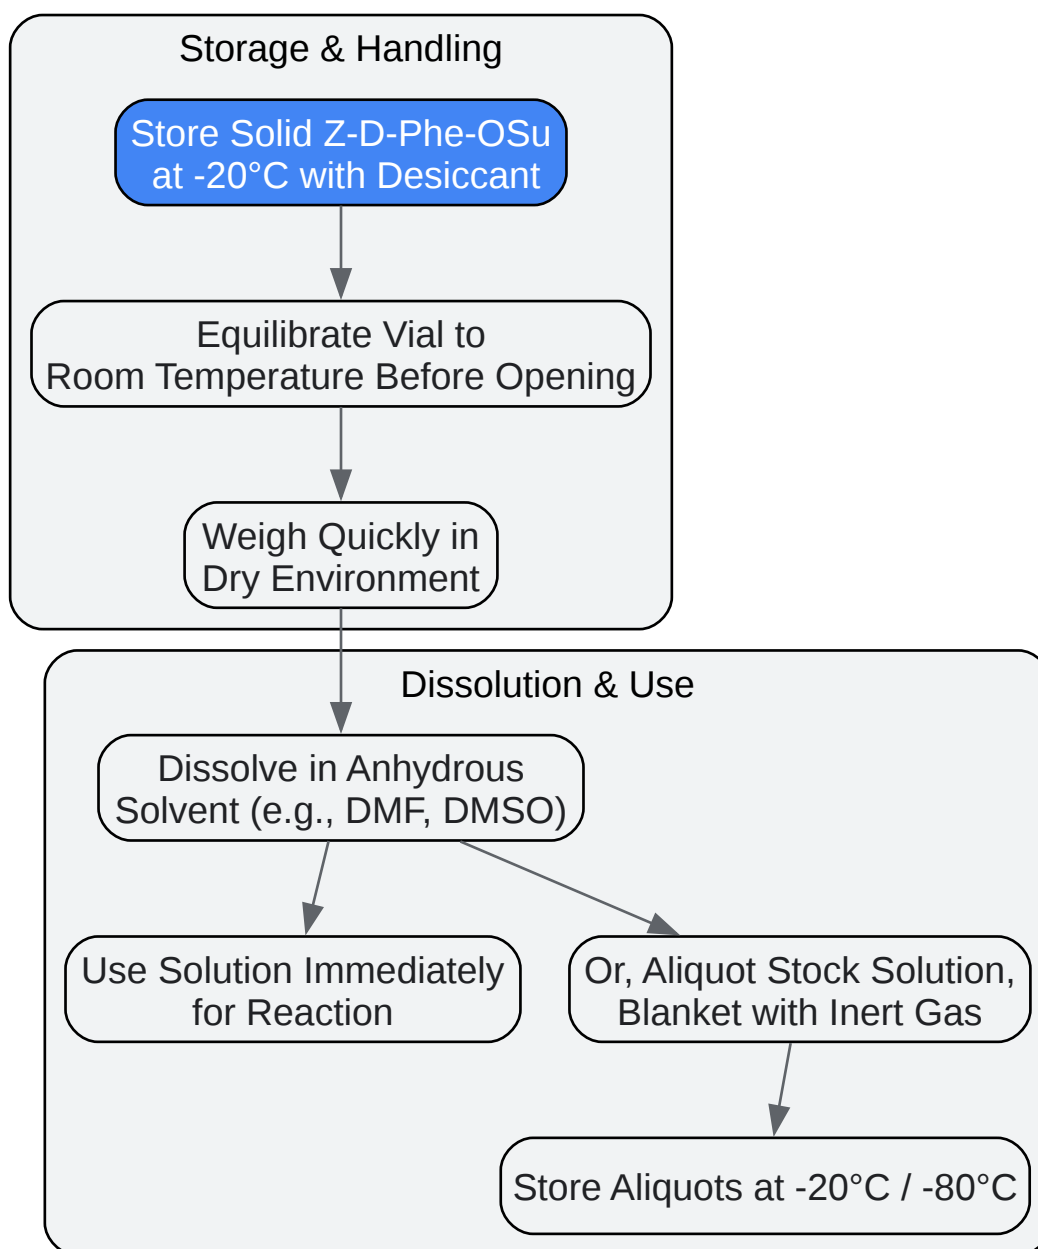 Storage & Handling
Store Solid Z-D-Phe-OSu
at -20°C with Desiccant
Equilibrate Vial to
Room Temperature Before Opening
Weigh Quickly in
Dry Environment
Dissolution & Use
Dissolve in Anhydrous
Solvent (e.g., DMF, DMSO)
Use Solution Immediately
for Reaction
Or, Aliquot Stock Solution,
Blanket with Inert Gas
Store Aliquots at -20°C / -80°C